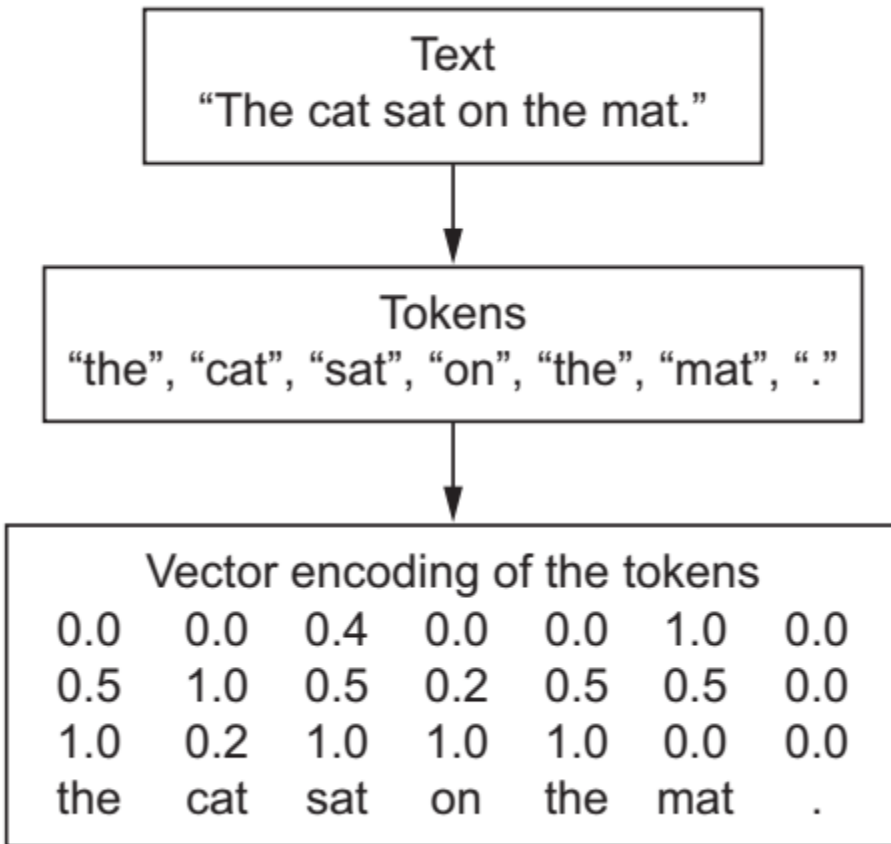 Text
“The cat sat on the mat.”
Tokens
“the”, “cat”, “sat”, “on”, “the”, “mat”, “.”
Vector encoding of the tokens
0.0 0.0 0.4 0.0 0.0 1.0 0.0
0.5 1.0 0.5 0.2 0.5 0.5 0.0
1.0 0.2 1.0 1.0 1.0 0.0 0.0
the cat sat on the mat .